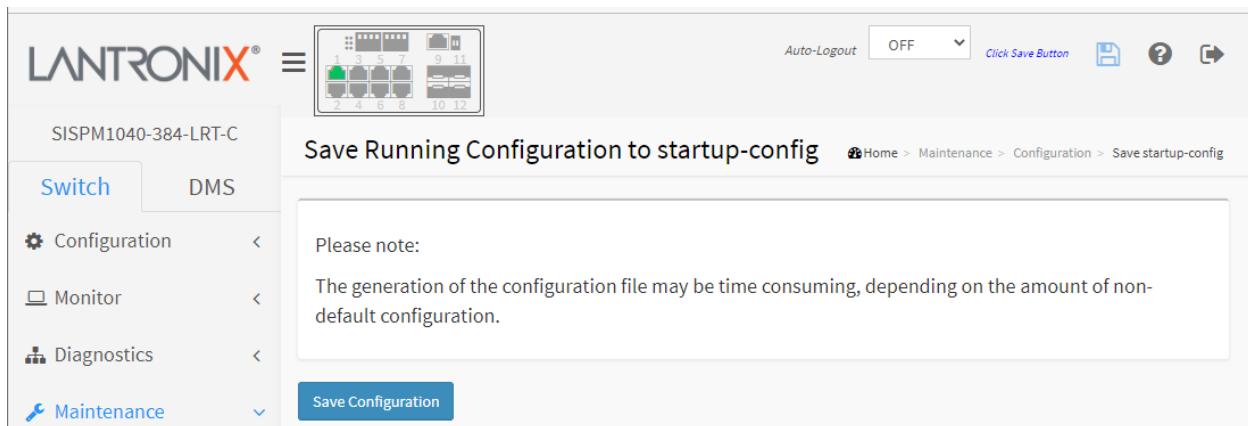 LANTRONIX®
1 3 5 7 9 11
2 4 6 8 10 12
Auto-Logout OFF Click Save Button
SISPM1040-384-LRT-C
Switch DMS
Configuration
Monitor
Diagnostics
Maintenance
Save Running Configuration to startup-config
Home > Maintenance > Configuration > Save startup-config
Please note:
The generation of the configuration file may be time consuming, depending on the amount of non-
default configuration.
Save Configuration